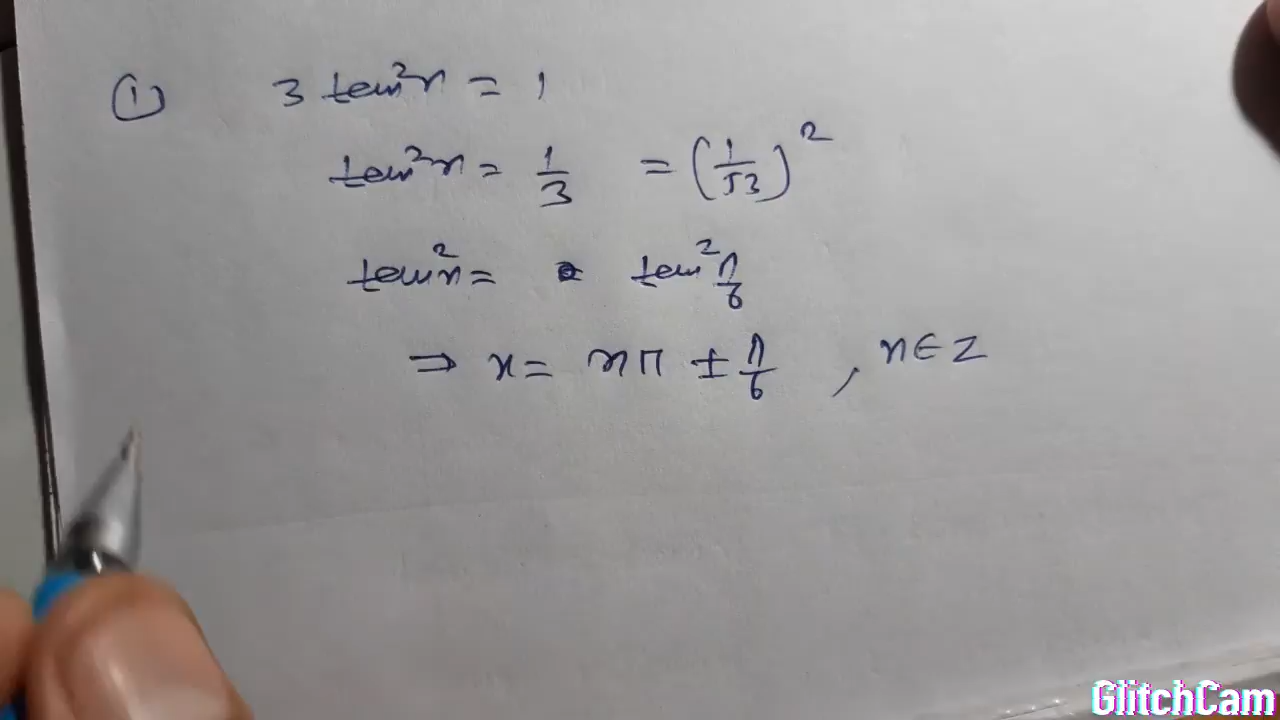 ① 3 tan²x = 1
tan²x = 1/3 = (1/√3)²
tan²x = tan² π/6
⇒ x = nπ ± π/6 , n ∈ Z
GlitchCam